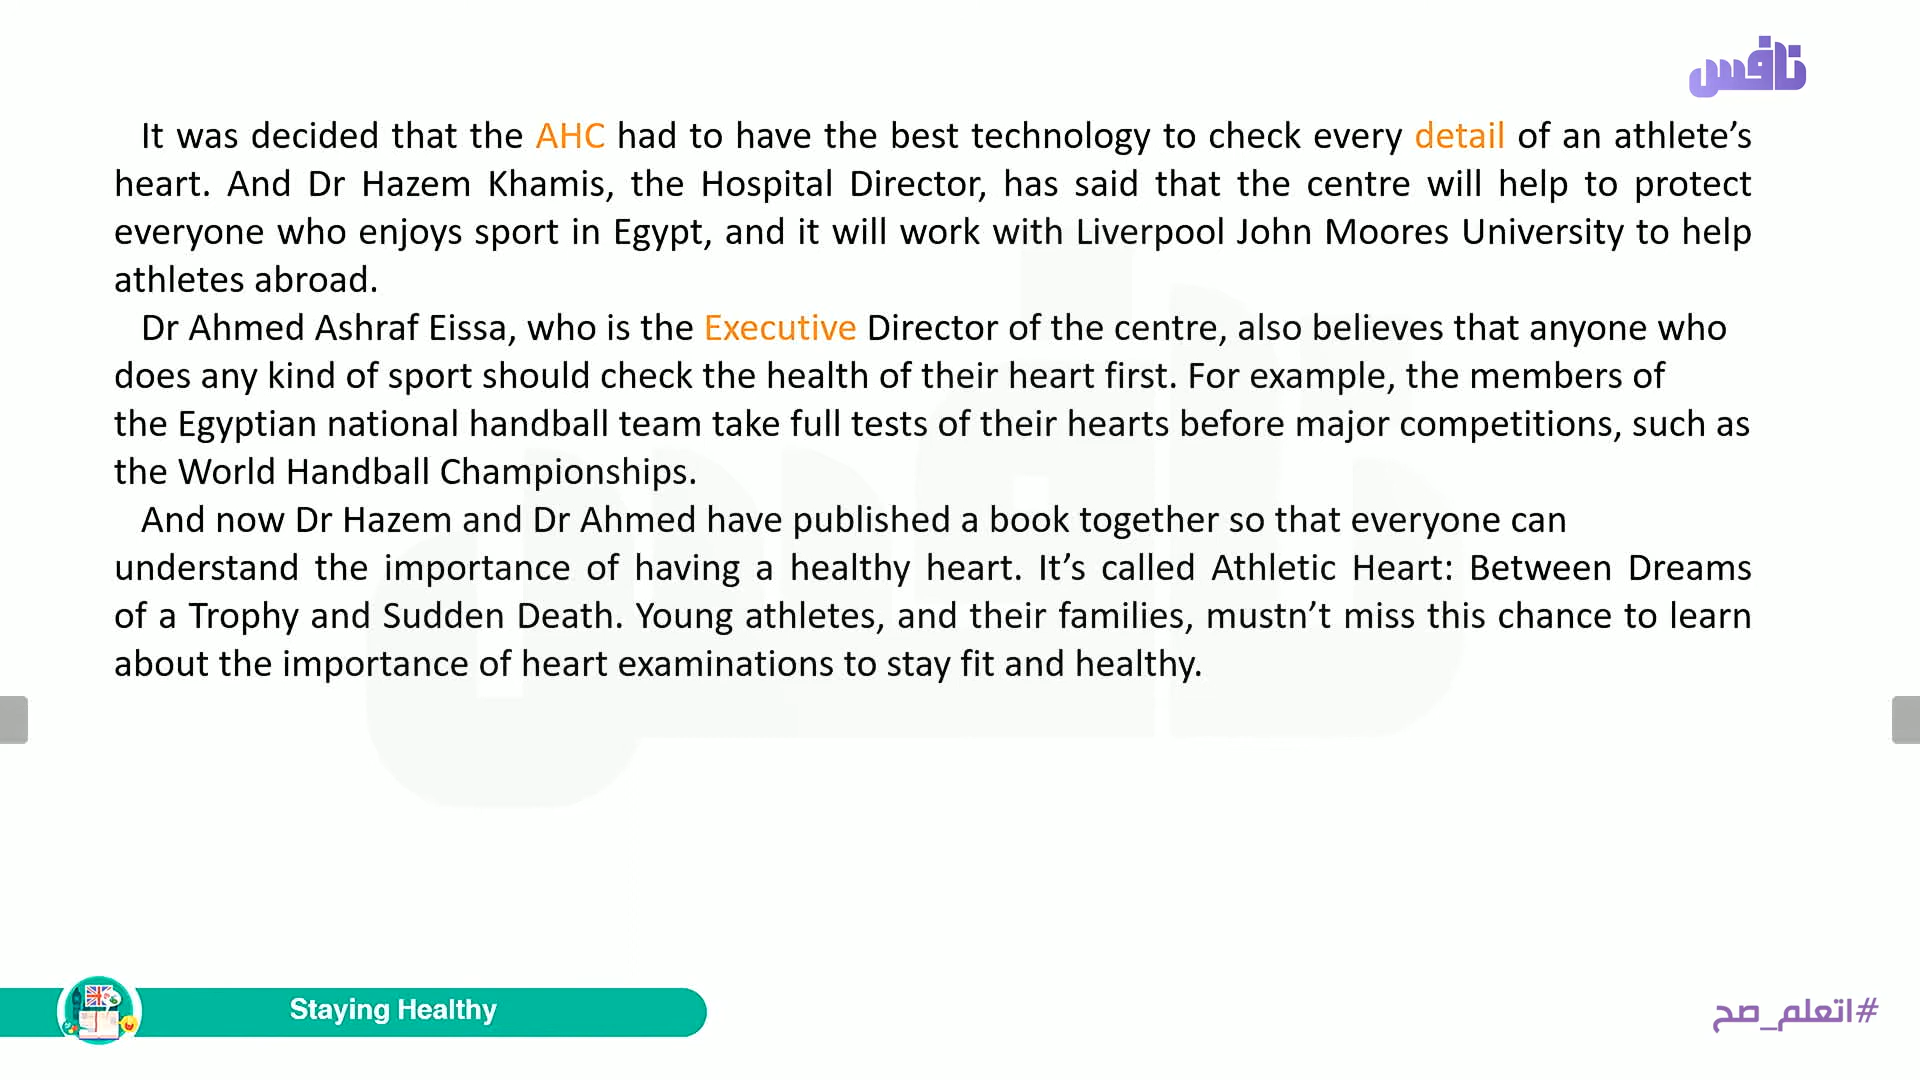 نافس
It was decided that the AHC had to have the best technology to check every detail of an athlete’s
heart. And Dr Hazem Khamis, the Hospital Director, has said that the centre will help to protect
everyone who enjoys sport in Egypt, and it will work with Liverpool John Moores University to help
athletes abroad.
Dr Ahmed Ashraf Eissa, who is the Executive Director of the centre, also believes that anyone who
does any kind of sport should check the health of their heart first. For example, the members of
the Egyptian national handball team take full tests of their hearts before major competitions, such as
the World Handball Championships.
And now Dr Hazem and Dr Ahmed have published a book together so that everyone can
understand the importance of having a healthy heart. It’s called Athletic Heart: Between Dreams
of a Trophy and Sudden Death. Young athletes, and their families, mustn’t miss this chance to learn
about the importance of heart examinations to stay fit and healthy.
Staying Healthy
#اتعلم_صح